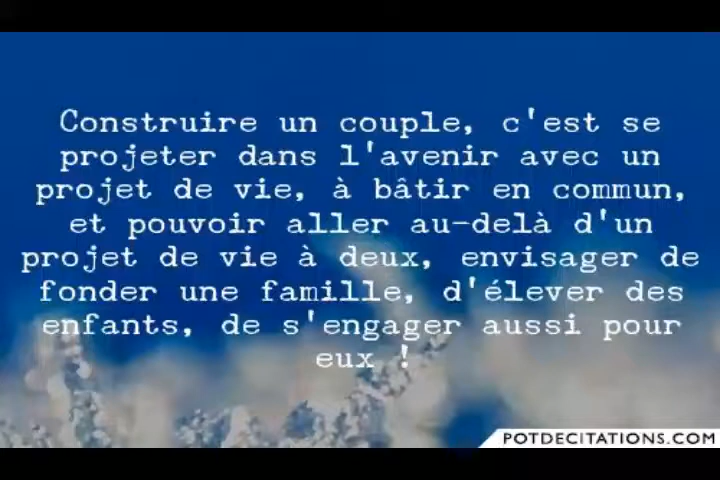 Construire un couple, c'est se
projeter dans l'avenir avec un
projet de vie, à bâtir en commun,
et pouvoir aller au-delà d'un
projet de vie à deux, envisager de
fonder une famille, d'élever des
enfants, de s'engager aussi pour
eux !
POTDECITATIONS.COM